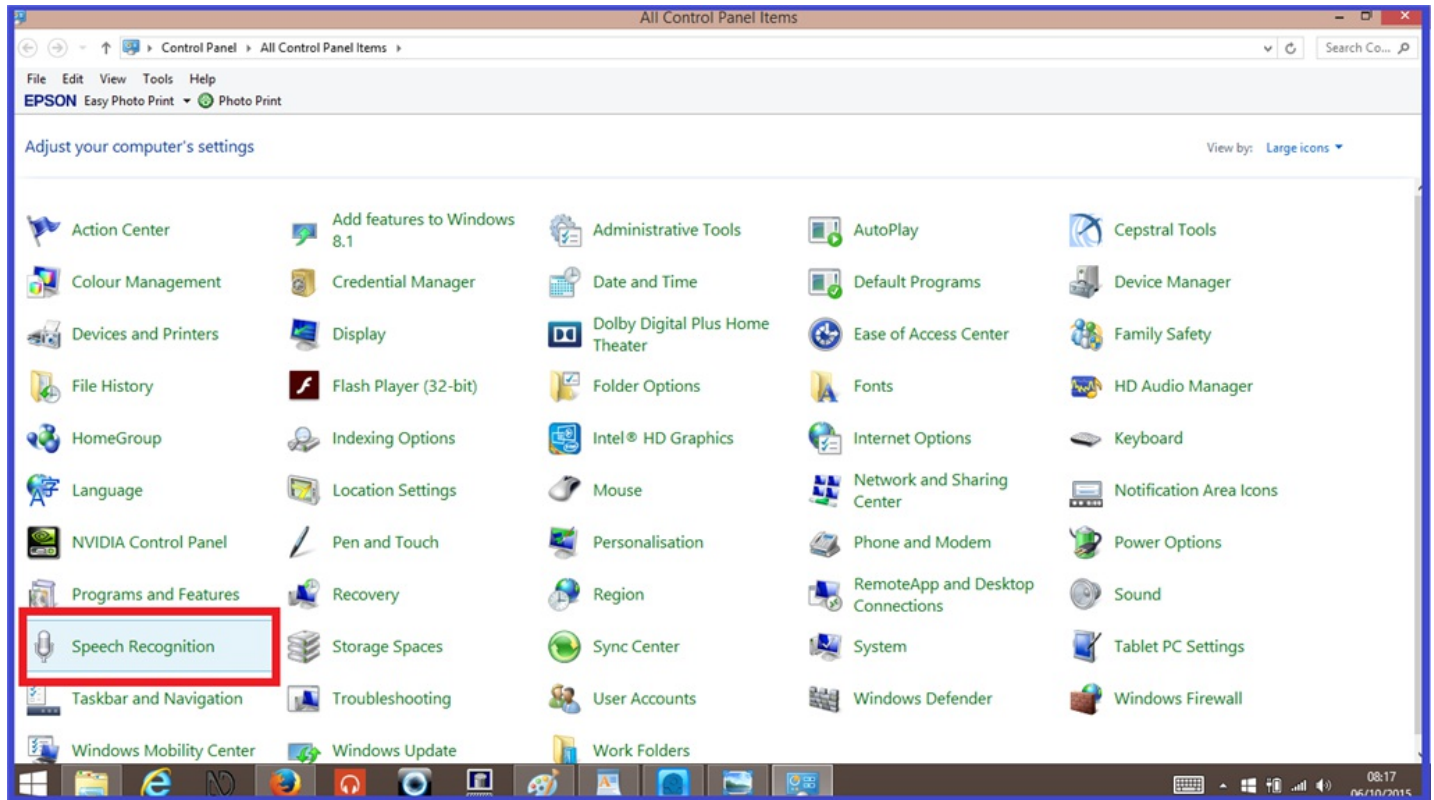 All Control Panel Items
Control Panel All Control Panel Items Search Co...
File Edit View Tools Help
EPSON Easy Photo Print Photo Print
Adjust your computer's settings
View by: Large icons
Action Center
Add features to Windows
8.1
Administrative Tools
AutoPlay
Cepstral Tools
Colour Management
Credential Manager
Date and Time
Default Programs
Device Manager
Devices and Printers
Display
Dolby Digital Plus Home
Theater
Ease of Access Center
Family Safety
File History
Flash Player (32-bit)
Folder Options
Fonts
HD Audio Manager
HomeGroup
Indexing Options
Intel® HD Graphics
Internet Options
Keyboard
Language
Location Settings
Mouse
Network and Sharing
Center
Notification Area Icons
NVIDIA Control Panel
Pen and Touch
Personalisation
Phone and Modem
Power Options
Programs and Features
Recovery
Region
RemoteApp and Desktop
Connections
Sound
Speech Recognition
Storage Spaces
Sync Center
System
Tablet PC Settings
Taskbar and Navigation
Troubleshooting
User Accounts
Windows Defender
Windows Firewall
Windows Mobility Center
Windows Update
Work Folders
08:17
06/10/2015